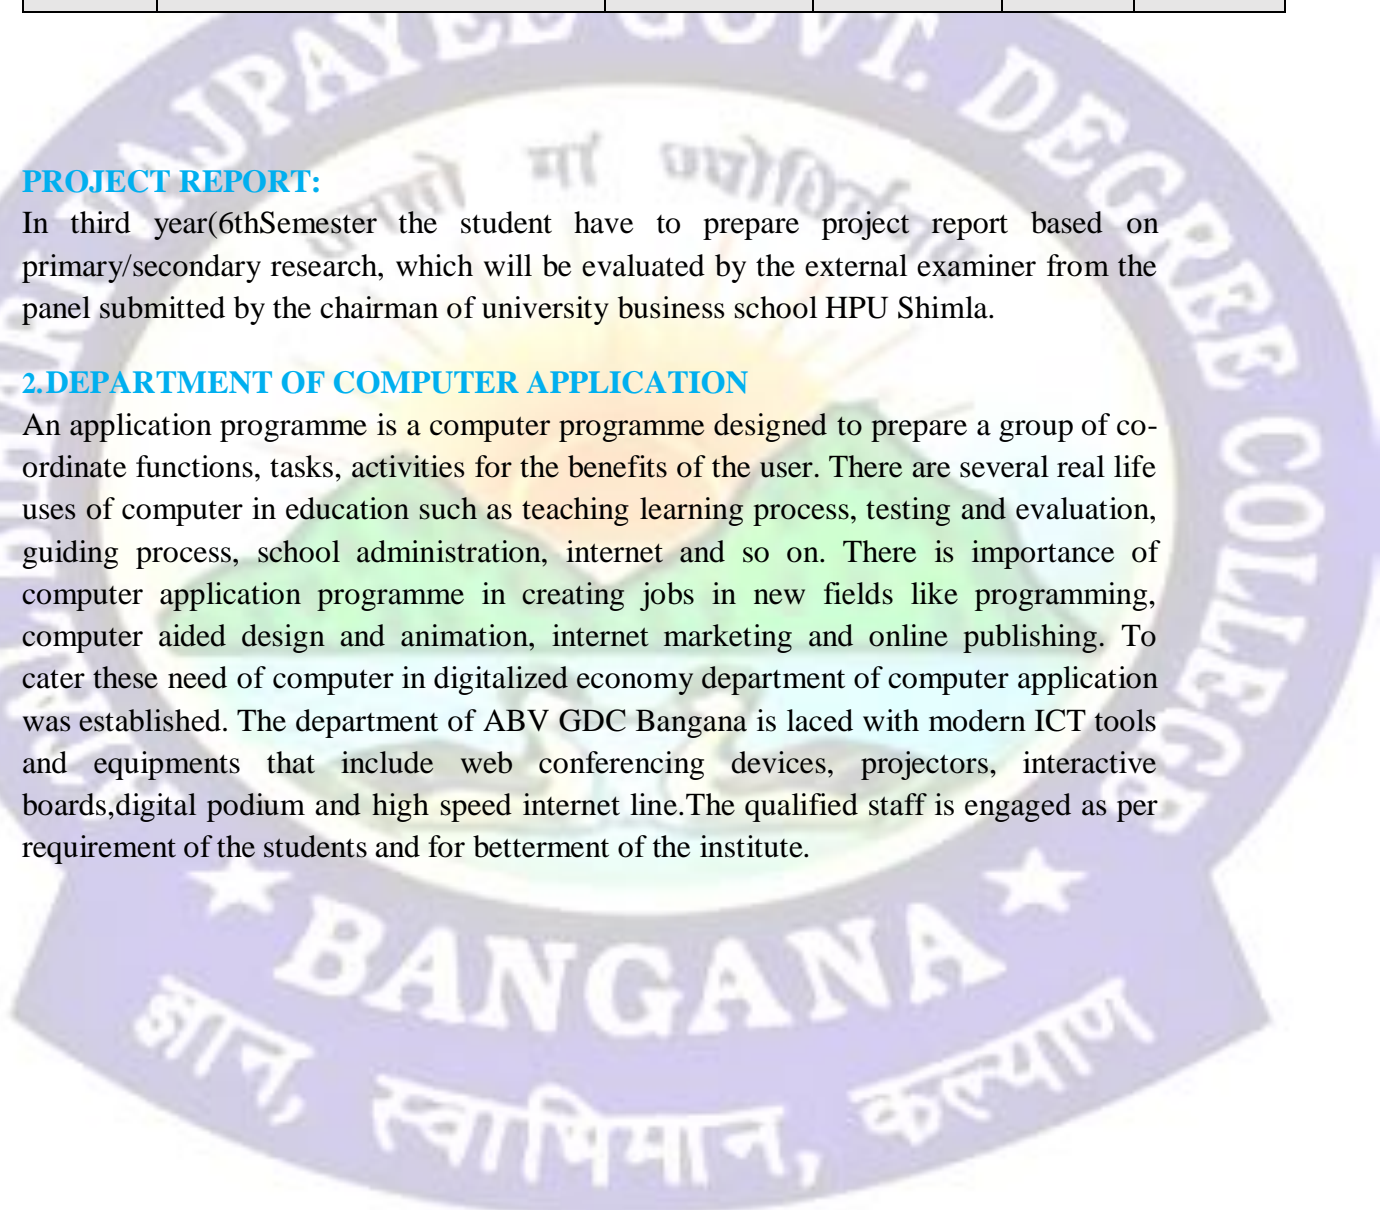 PROJECT REPORT:
In third year(6thSemester the student have to prepare project report based on
primary/secondary research, which will be evaluated by the external examiner from the
panel submitted by the chairman of university business school HPU Shimla.
2.DEPARTMENT OF COMPUTER APPLICATION
An application programme is a computer programme designed to prepare a group of co-
ordinate functions, tasks, activities for the benefits of the user. There are several real life
uses of computer in education such as teaching learning process, testing and evaluation,
guiding process, school administration, internet and so on. There is importance of
computer application programme in creating jobs in new fields like programming,
computer aided design and animation, internet marketing and online publishing. To
cater these need of computer in digitalized economy department of computer application
was established. The department of ABV GDC Bangana is laced with modern ICT tools
and equipments that include web conferencing devices, projectors, interactive
boards,digital podium and high speed internet line.The qualified staff is engaged as per
requirement of the students and for betterment of the institute.
VAJPAYEE GOVT. DEGREE COLLEGE
मां ज्योतिर्गमय
BANGANA
ज्ञान, स्वाभिमान, कल्याण